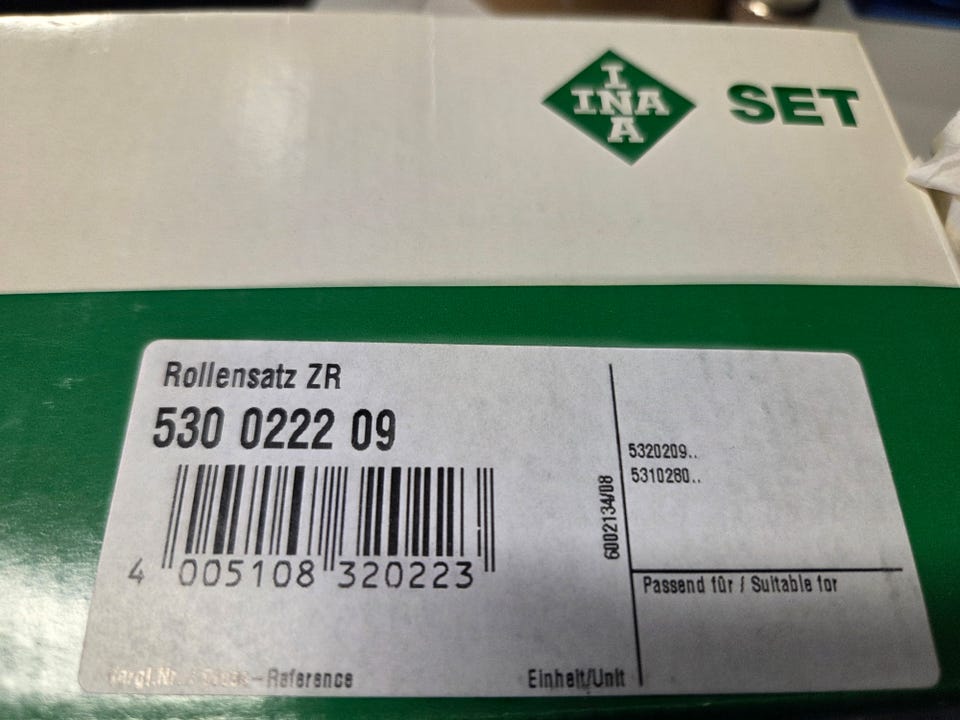 INA
SET
Rollensatz ZR
530 0222 09
4 005108 320223
6002134/08
5320209..
5310280..
Passend für / Suitable for
-Reference
Einheit/Unit